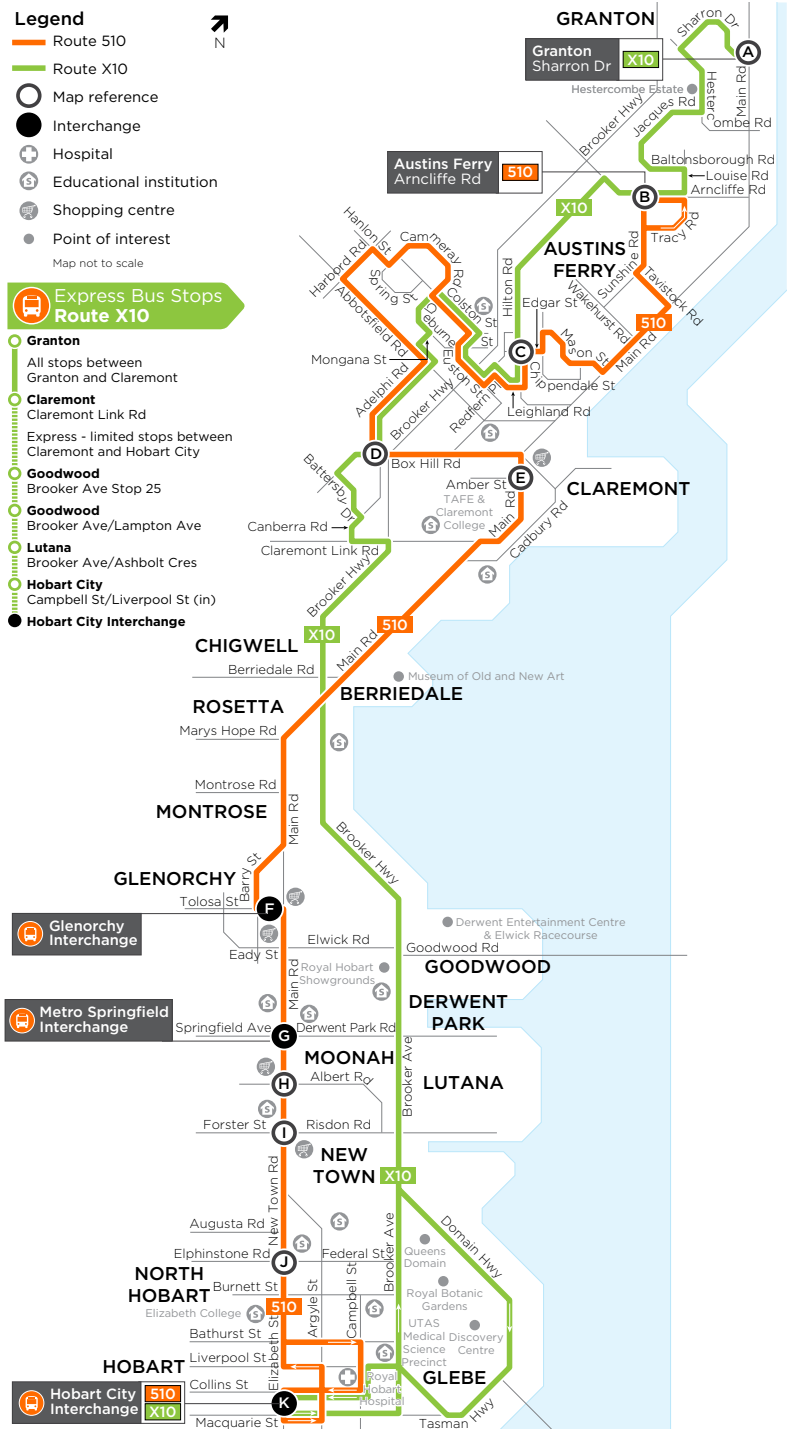 Legend
Route 510
Route X10
Map reference
Interchange
Hospital
Educational institution
Shopping centre
Point of interest
Map not to scale
N
Express Bus Stops
Route X10
Granton
All stops between
Granton and Claremont
Claremont
Claremont Link Rd
Express - limited stops between
Claremont and Hobart City
Goodwood
Brooker Ave Stop 25
Goodwood
Brooker Ave/Lampton Ave
Lutana
Brooker Ave/Ashbolt Cres
Hobart City
Campbell St/Liverpool St (in)
Hobart City Interchange
GRANTON
Sharron Dr
A
Granton
Sharron Dr
X10
Hestercombe Estate
Main Rd
Hesterc
ombe Rd
Jacques Rd
Brooker Hwy
Baltonsborough Rd
Louise Rd
Arncliffe Rd
Austins Ferry
Arncliffe Rd
510
B
X10
Tracy Rd
AUSTINS
FERRY
Sunshine Rd
Tavistock Rd
Wakehurst Rd
510
Main Rd
Hanlon St
Cammeray
Rd
Harbord Rd
Spring St
Abbotsfield Rd
Colston
St
St
Hilton Rd
Edgar St
C
Mason St
Chip
pendale St
Leighland Rd
Mongana St
Euston St
Redfern Pl
Adelphi Rd
Brooker Hwy
D
Box Hill Rd
Battersby Dr
Amber St
E
TAFE &
Claremont
College
CLAREMONT
Main Rd
Cadbury Rd
Canberra Rd
Claremont Link Rd
Brooker Hwy
X10
510
CHIGWELL
Main Rd
Berriedale Rd
Museum of Old and New Art
BERRIEDALE
ROSETTA
Marys Hope Rd
Montrose Rd
MONTROSE
Main Rd
Brooker Hwy
GLENORCHY
Barry St
Tolosa St
F
Glenorchy
Interchange
Derwent Entertainment Centre
& Elwick Racecourse
Elwick Rd
Goodwood Rd
Eady St
GOODWOOD
Royal Hobart
Showgrounds
Main Rd
DERWENT
PARK
Metro Springfield
Interchange
Springfield Ave
G
Derwent Park Rd
MOONAH
Brooker Ave
H
Albert Rd
LUTANA
Forster St
I
Risdon Rd
NEW
TOWN
X10
New Town Rd
Augusta Rd
Elphinstone Rd
J
Federal St
Brooker Ave
Domain Hwy
Queens
Domain
NORTH
HOBART
Burnett St
Royal Botanic
Gardens
510
Elizabeth College
Argyle St
Campbell St
UTAS
Medical
Science
Precinct
Discovery
Centre
Bathurst St
Elizabeth St
HOBART
Liverpool St
Royal
Hobart
Hospital
GLEBE
Collins St
Hobart City
Interchange
510
X10
K
Macquarie St
Tasman Hwy